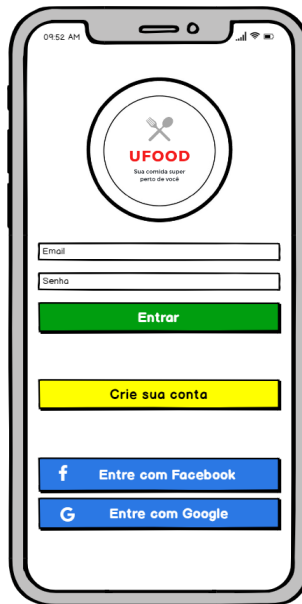 09:52 AM
UFOOD
Sua comida super
perto de você
Email
Senha
Entrar
Crie sua conta
f Entre com Facebook
G Entre com Google